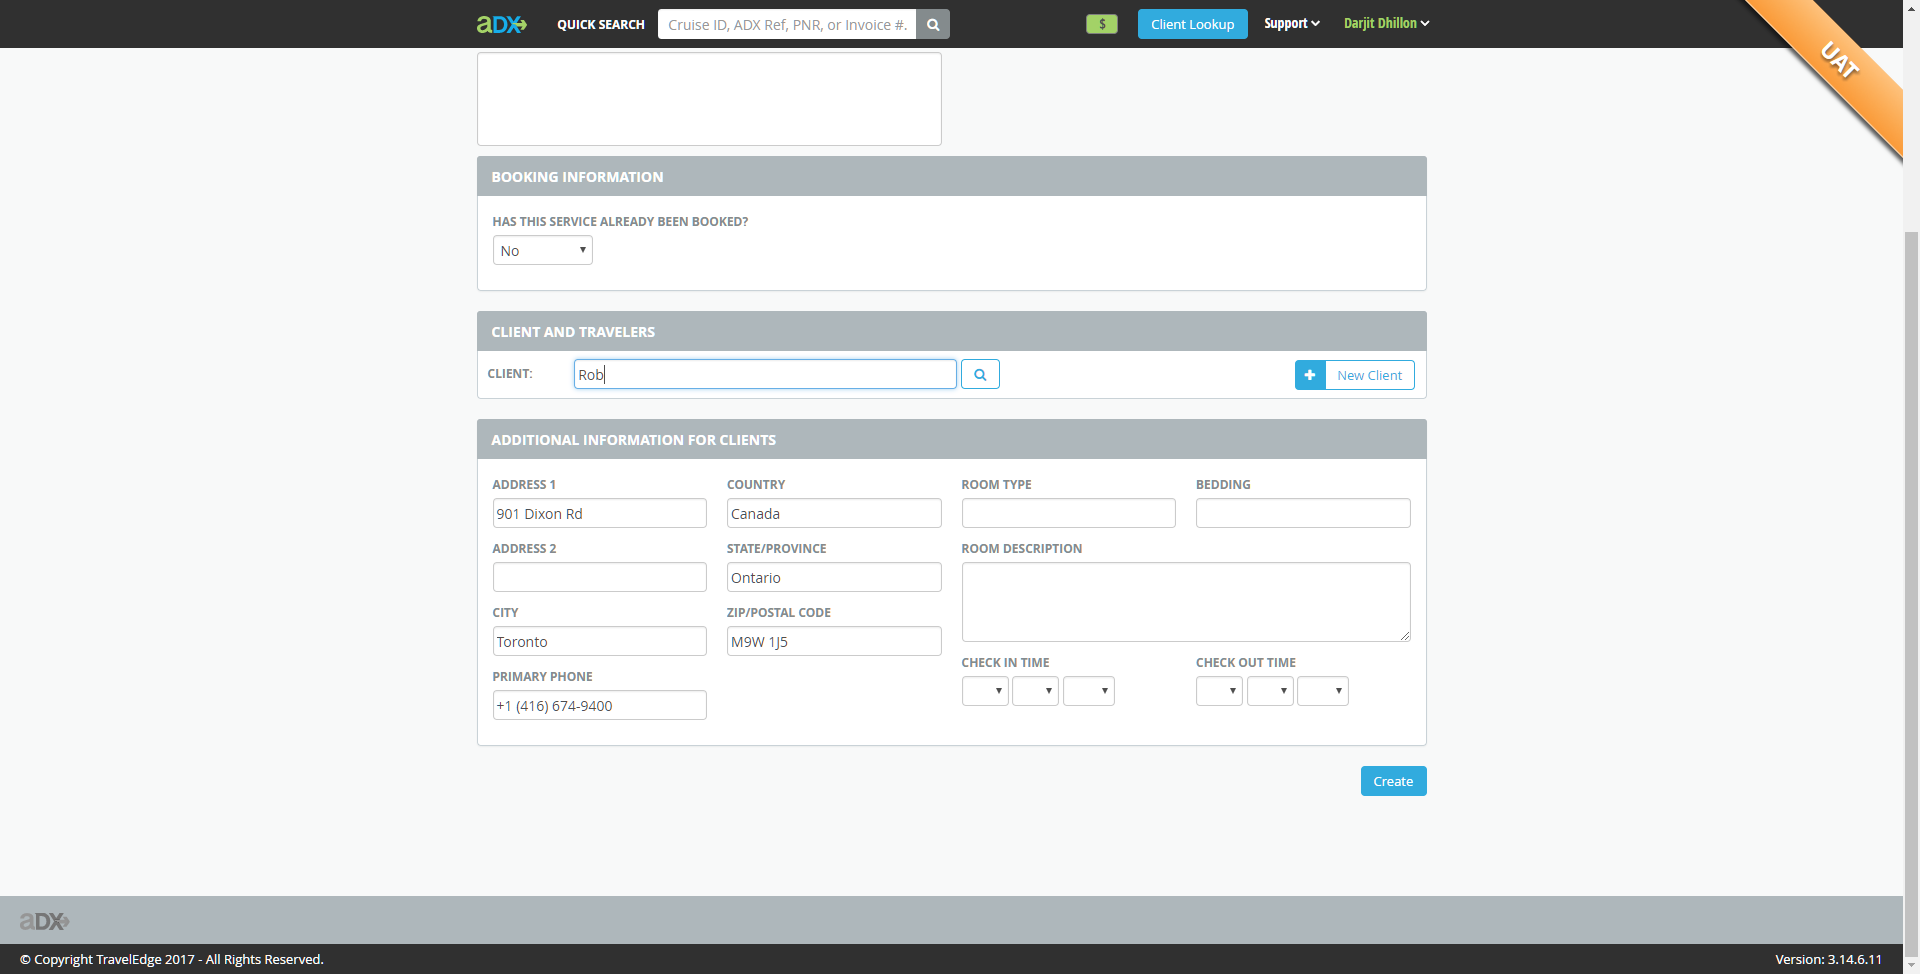 aDX QUICK SEARCH Cruise ID, ADX Ref, PNR, or Invoice #. $ Client Lookup Support Darjit Dhillon
UAT
BOOKING INFORMATION
HAS THIS SERVICE ALREADY BEEN BOOKED?
No
CLIENT AND TRAVELERS
CLIENT: Rob New Client
ADDITIONAL INFORMATION FOR CLIENTS
ADDRESS 1 COUNTRY ROOM TYPE BEDDING
901 Dixon Rd Canada
ADDRESS 2 STATE/PROVINCE ROOM DESCRIPTION
Ontario
CITY ZIP/POSTAL CODE
Toronto M9W 1J5
PRIMARY PHONE CHECK IN TIME CHECK OUT TIME
+1 (416) 674-9400
Create
aDX
© Copyright TravelEdge 2017 - All Rights Reserved. Version: 3.14.6.11